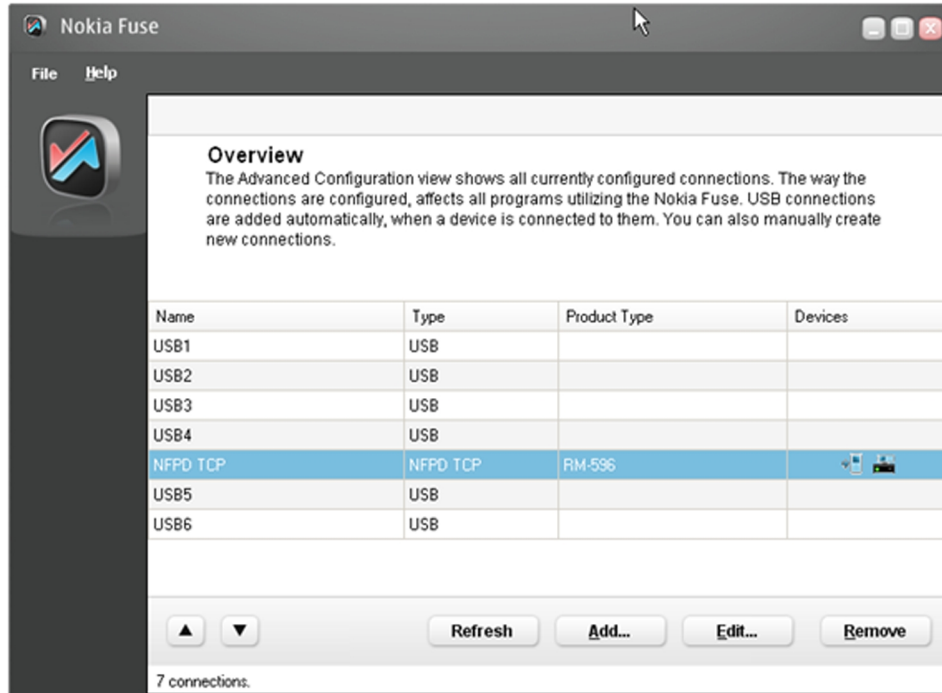 Nokia Fuse
File Help
Overview
The Advanced Configuration view shows all currently configured connections. The way the
connections are configured, affects all programs utilizing the Nokia Fuse. USB connections
are added automatically, when a device is connected to them. You can also manually create
new connections.
Name Type Product Type Devices
USB1 USB
USB2 USB
USB3 USB
USB4 USB
NFPD TCP NFPD TCP RM-596
USB5 USB
USB6 USB
Refresh Add... Edit... Remove
7 connections.